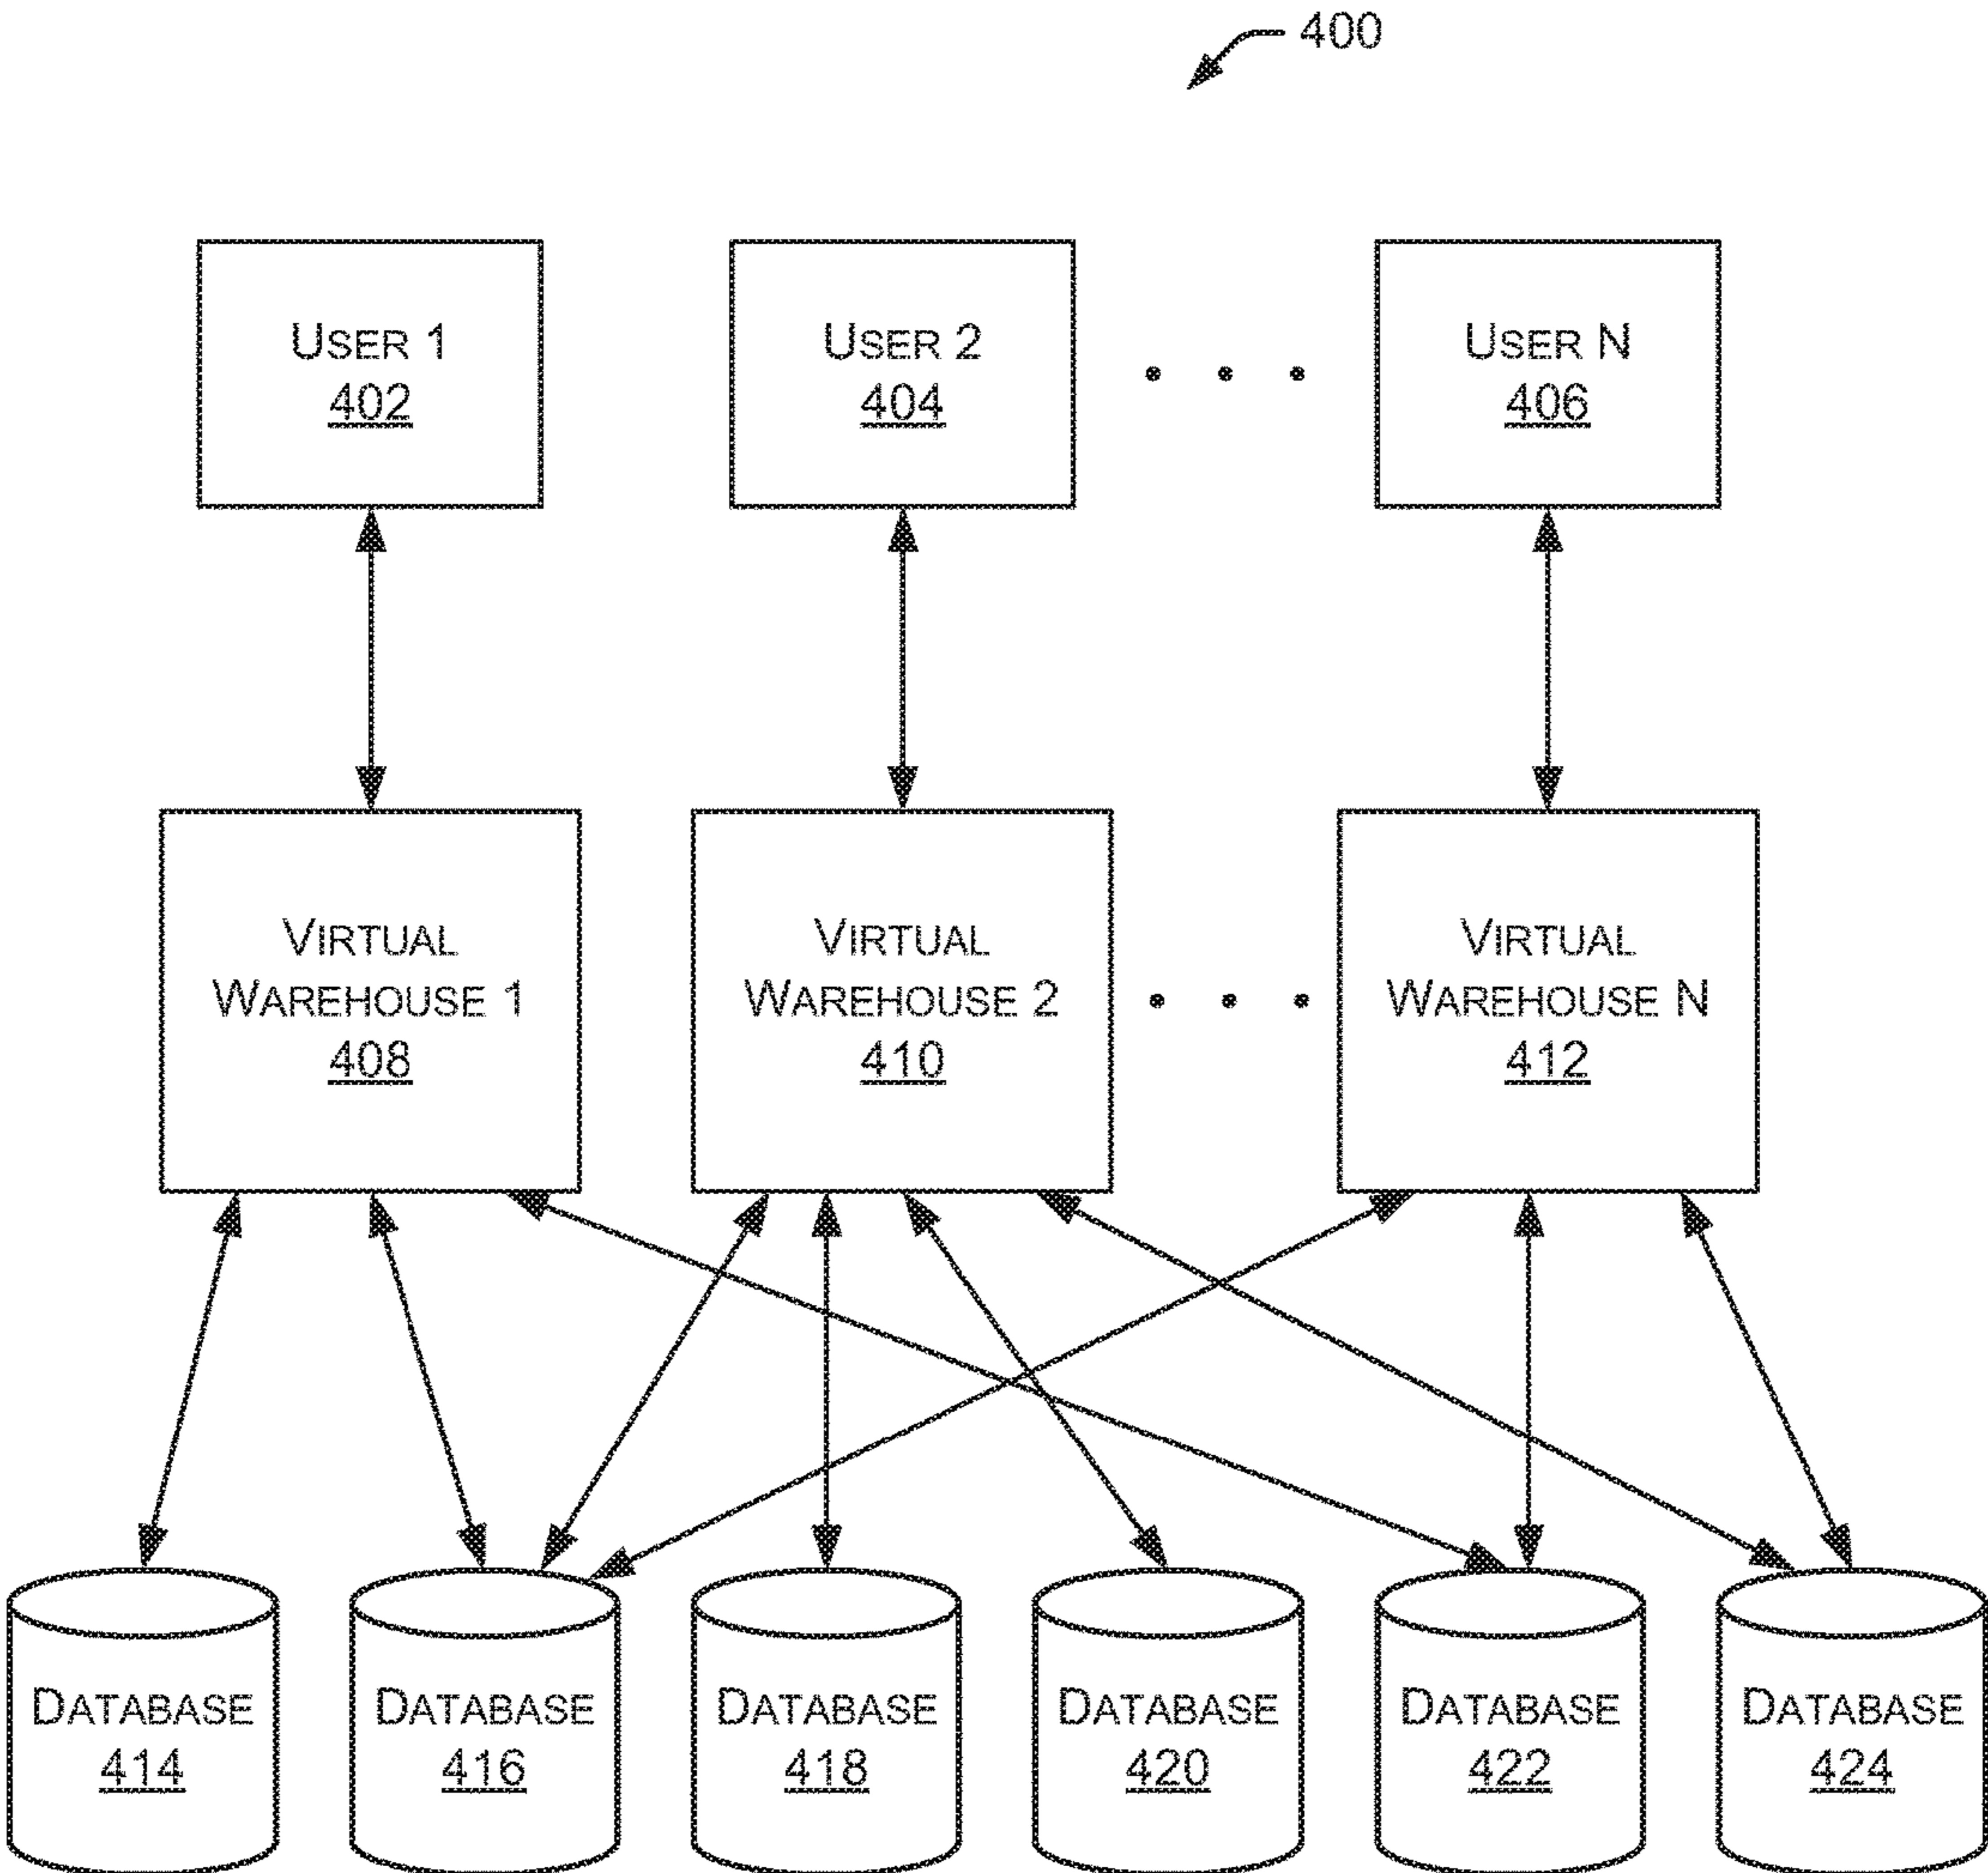 400
USER 1
402
USER 2
404
USER N
406
VIRTUAL
WAREHOUSE 1
408
VIRTUAL
WAREHOUSE 2
410
VIRTUAL
WAREHOUSE N
412
DATABASE
414
DATABASE
416
DATABASE
418
DATABASE
420
DATABASE
422
DATABASE
424